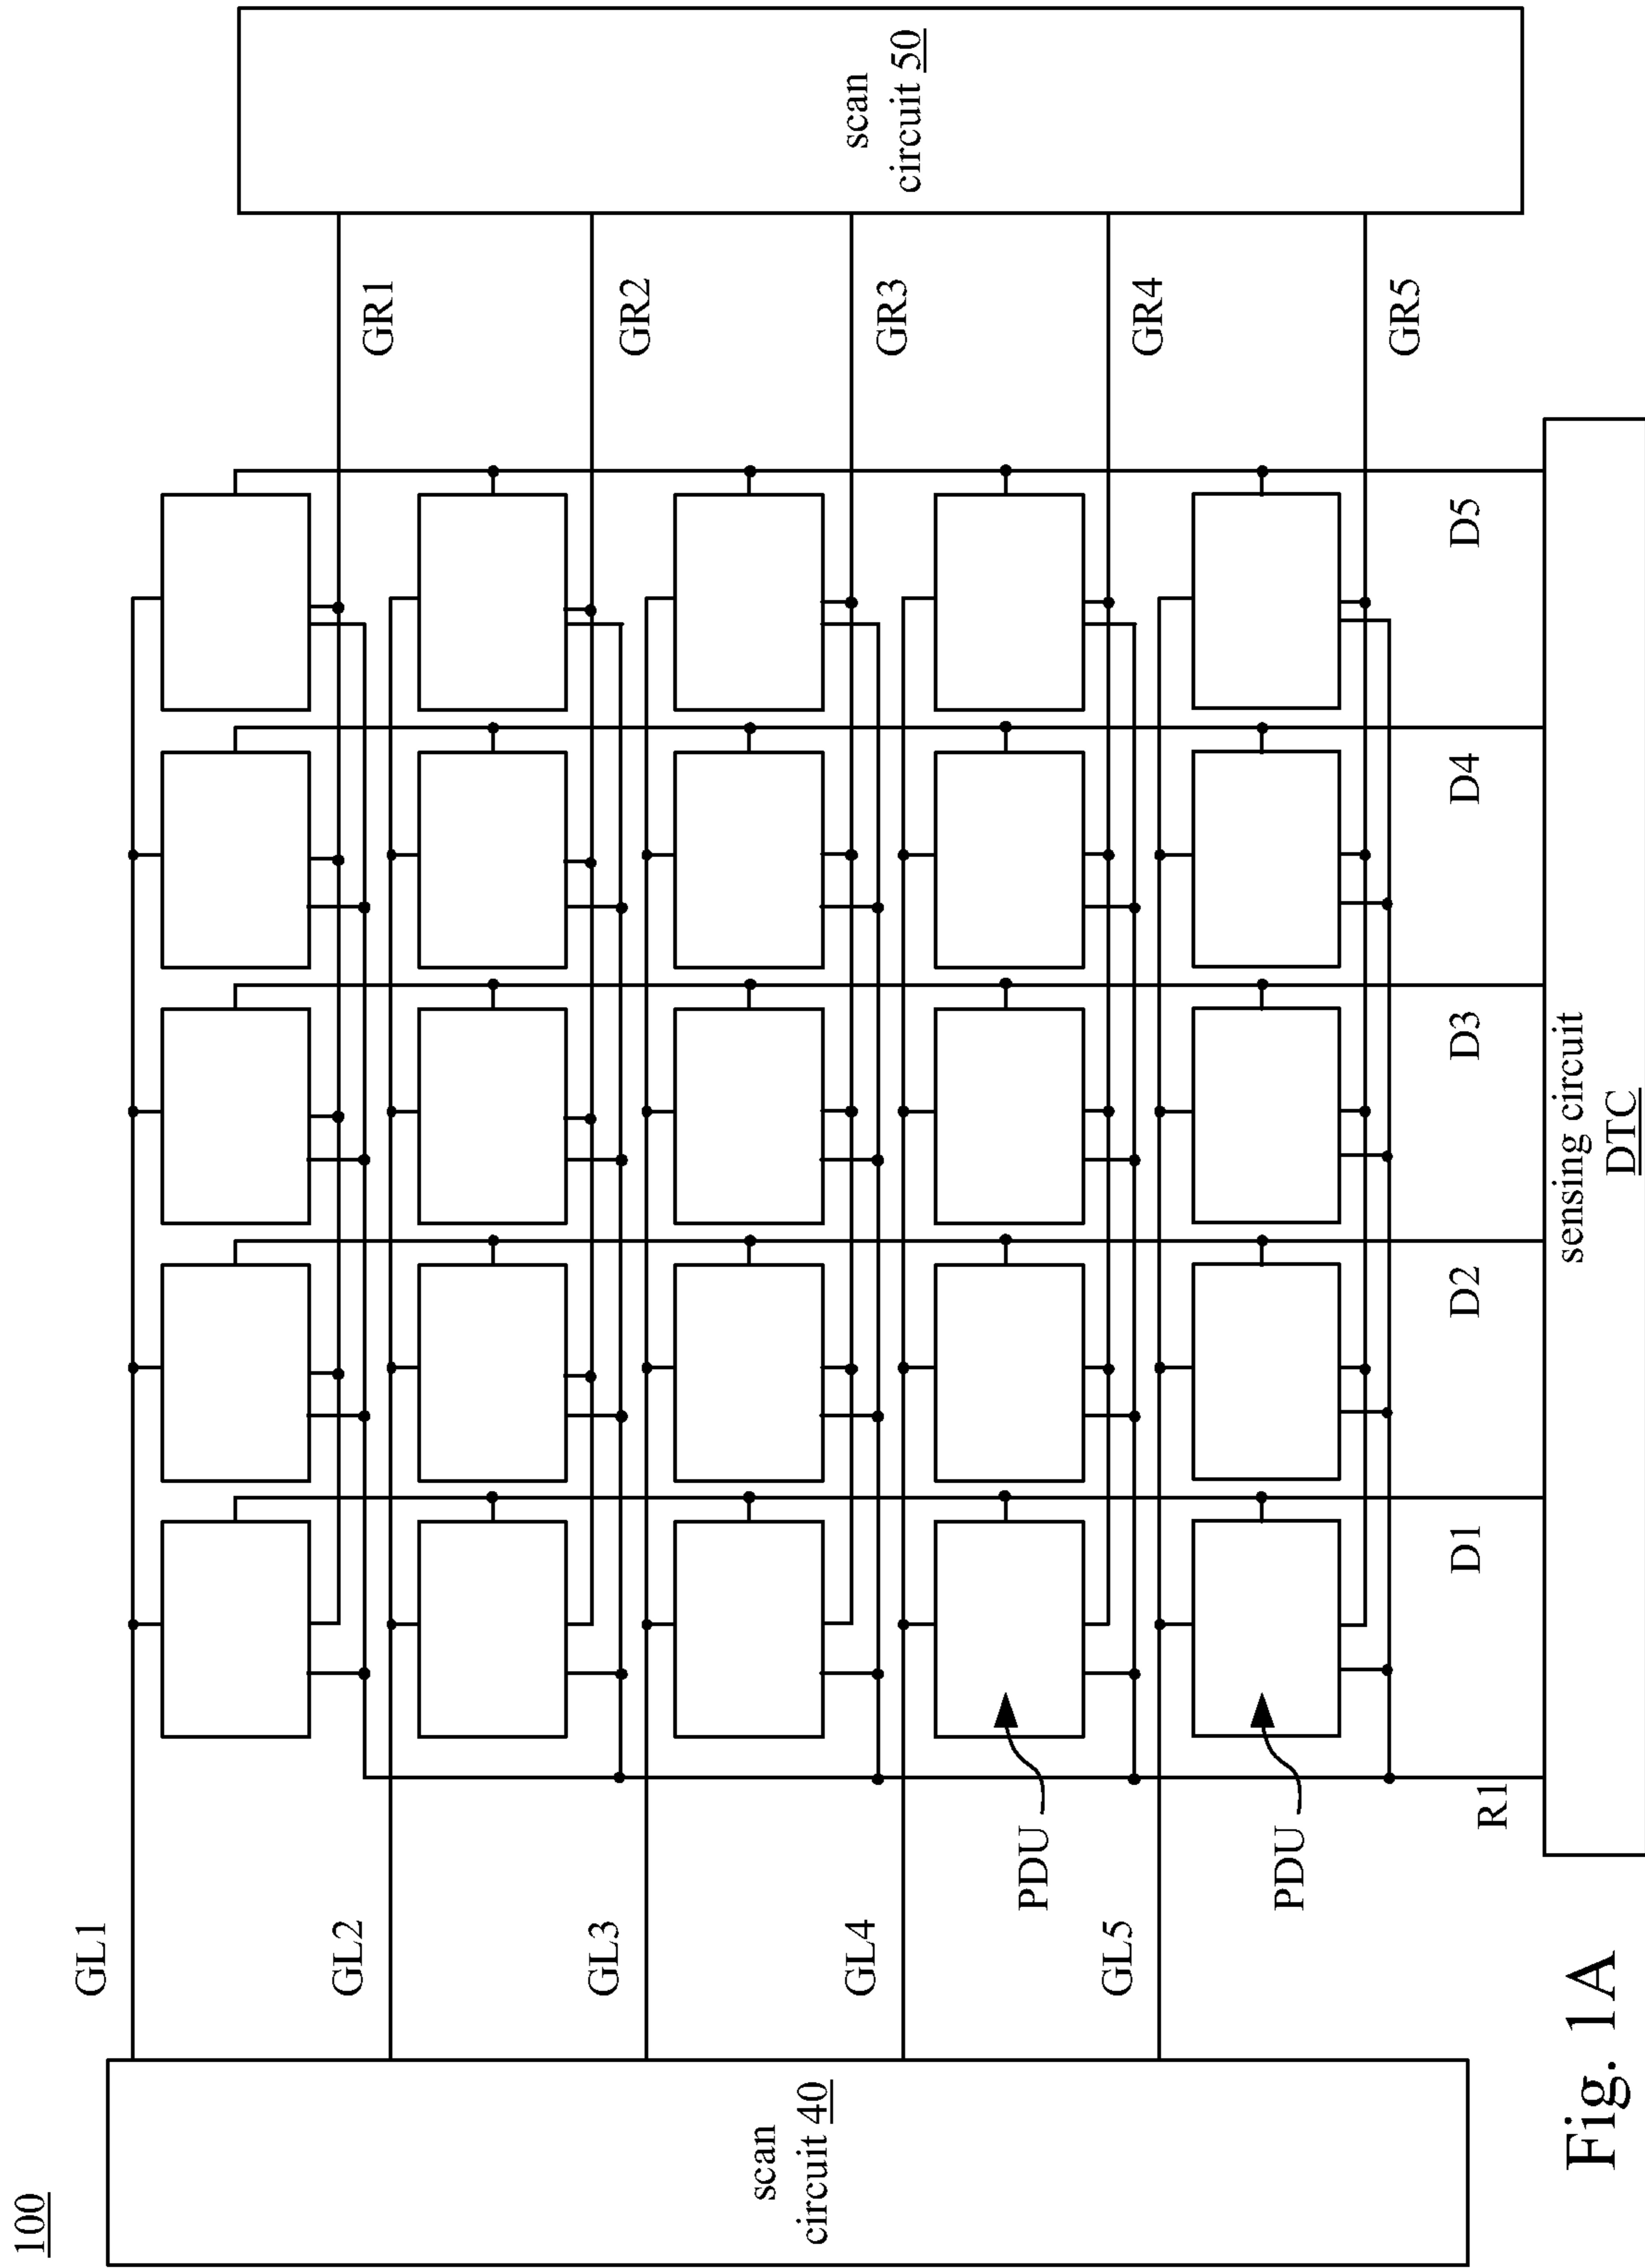 100
GL1
GL2
GL3
GL4
GL5
scan
circuit 40
scan
circuit 50
GR1
GR2
GR3
GR4
GR5
PDU
PDU
R1
D1
D2
D3
D4
D5
sensing circuit
DTC
Fig. 1A